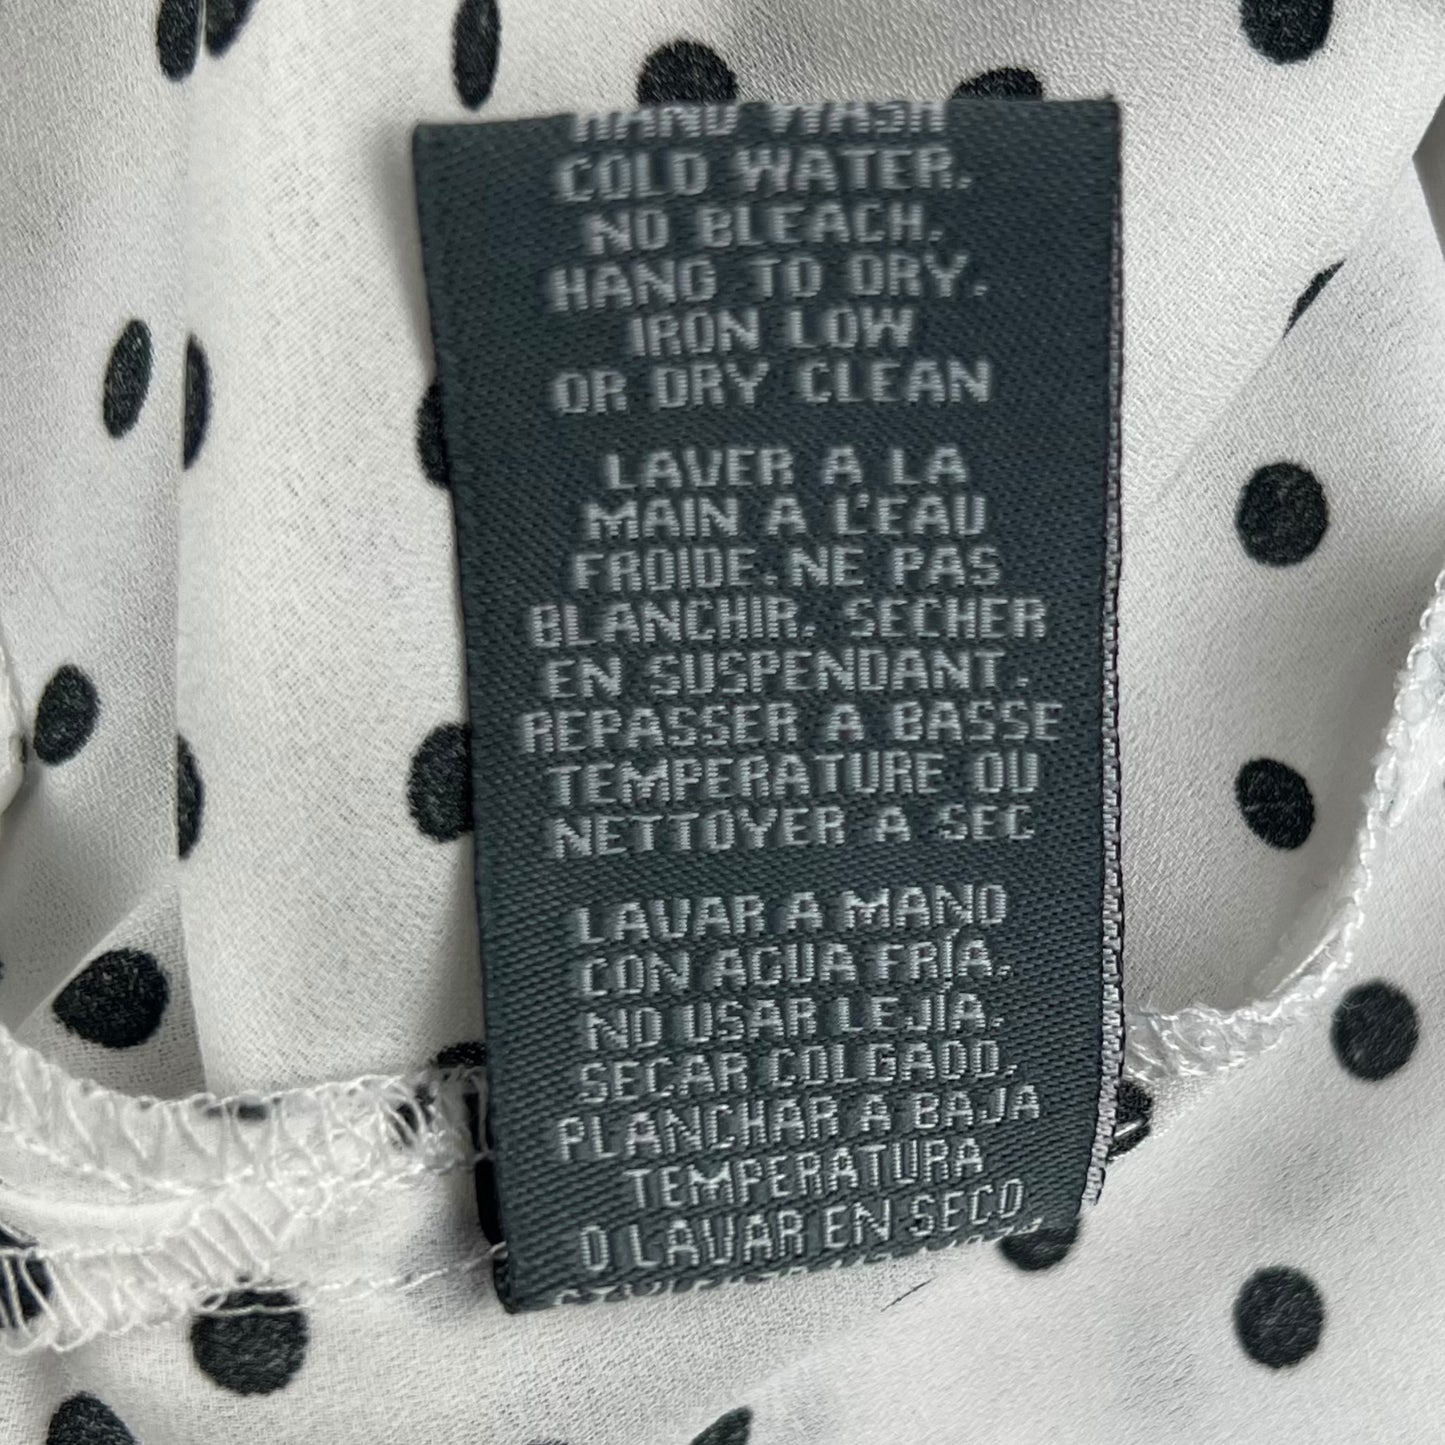 HAND WASH
COLD WATER.
NO BLEACH.
HANG TO DRY.
IRON LOW
OR DRY CLEAN
LAVER A LA
MAIN A L'EAU
FROIDE. NE PAS
BLANCHIR. SECHER
EN SUSPENDANT.
REPASSER A BASSE
TEMPERATURE OU
NETTOYER A SEC
LAVAR A MANO
CON AGUA FRÍA.
NO USAR LEJÍA.
SECAR COLGADO.
PLANCHAR A BAJA
TEMPERATURA
O LAVAR EN SECO